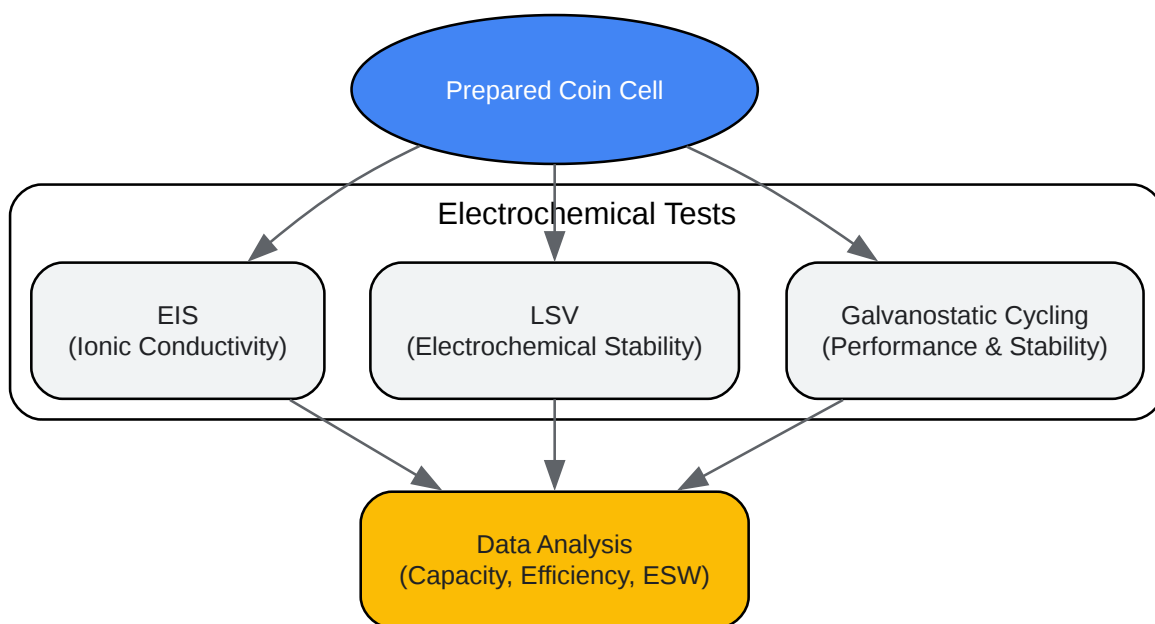 Prepared Coin Cell
Electrochemical Tests
EIS
(Ionic Conductivity)
LSV
(Electrochemical Stability)
Galvanostatic Cycling
(Performance & Stability)
Data Analysis
(Capacity, Efficiency, ESW)